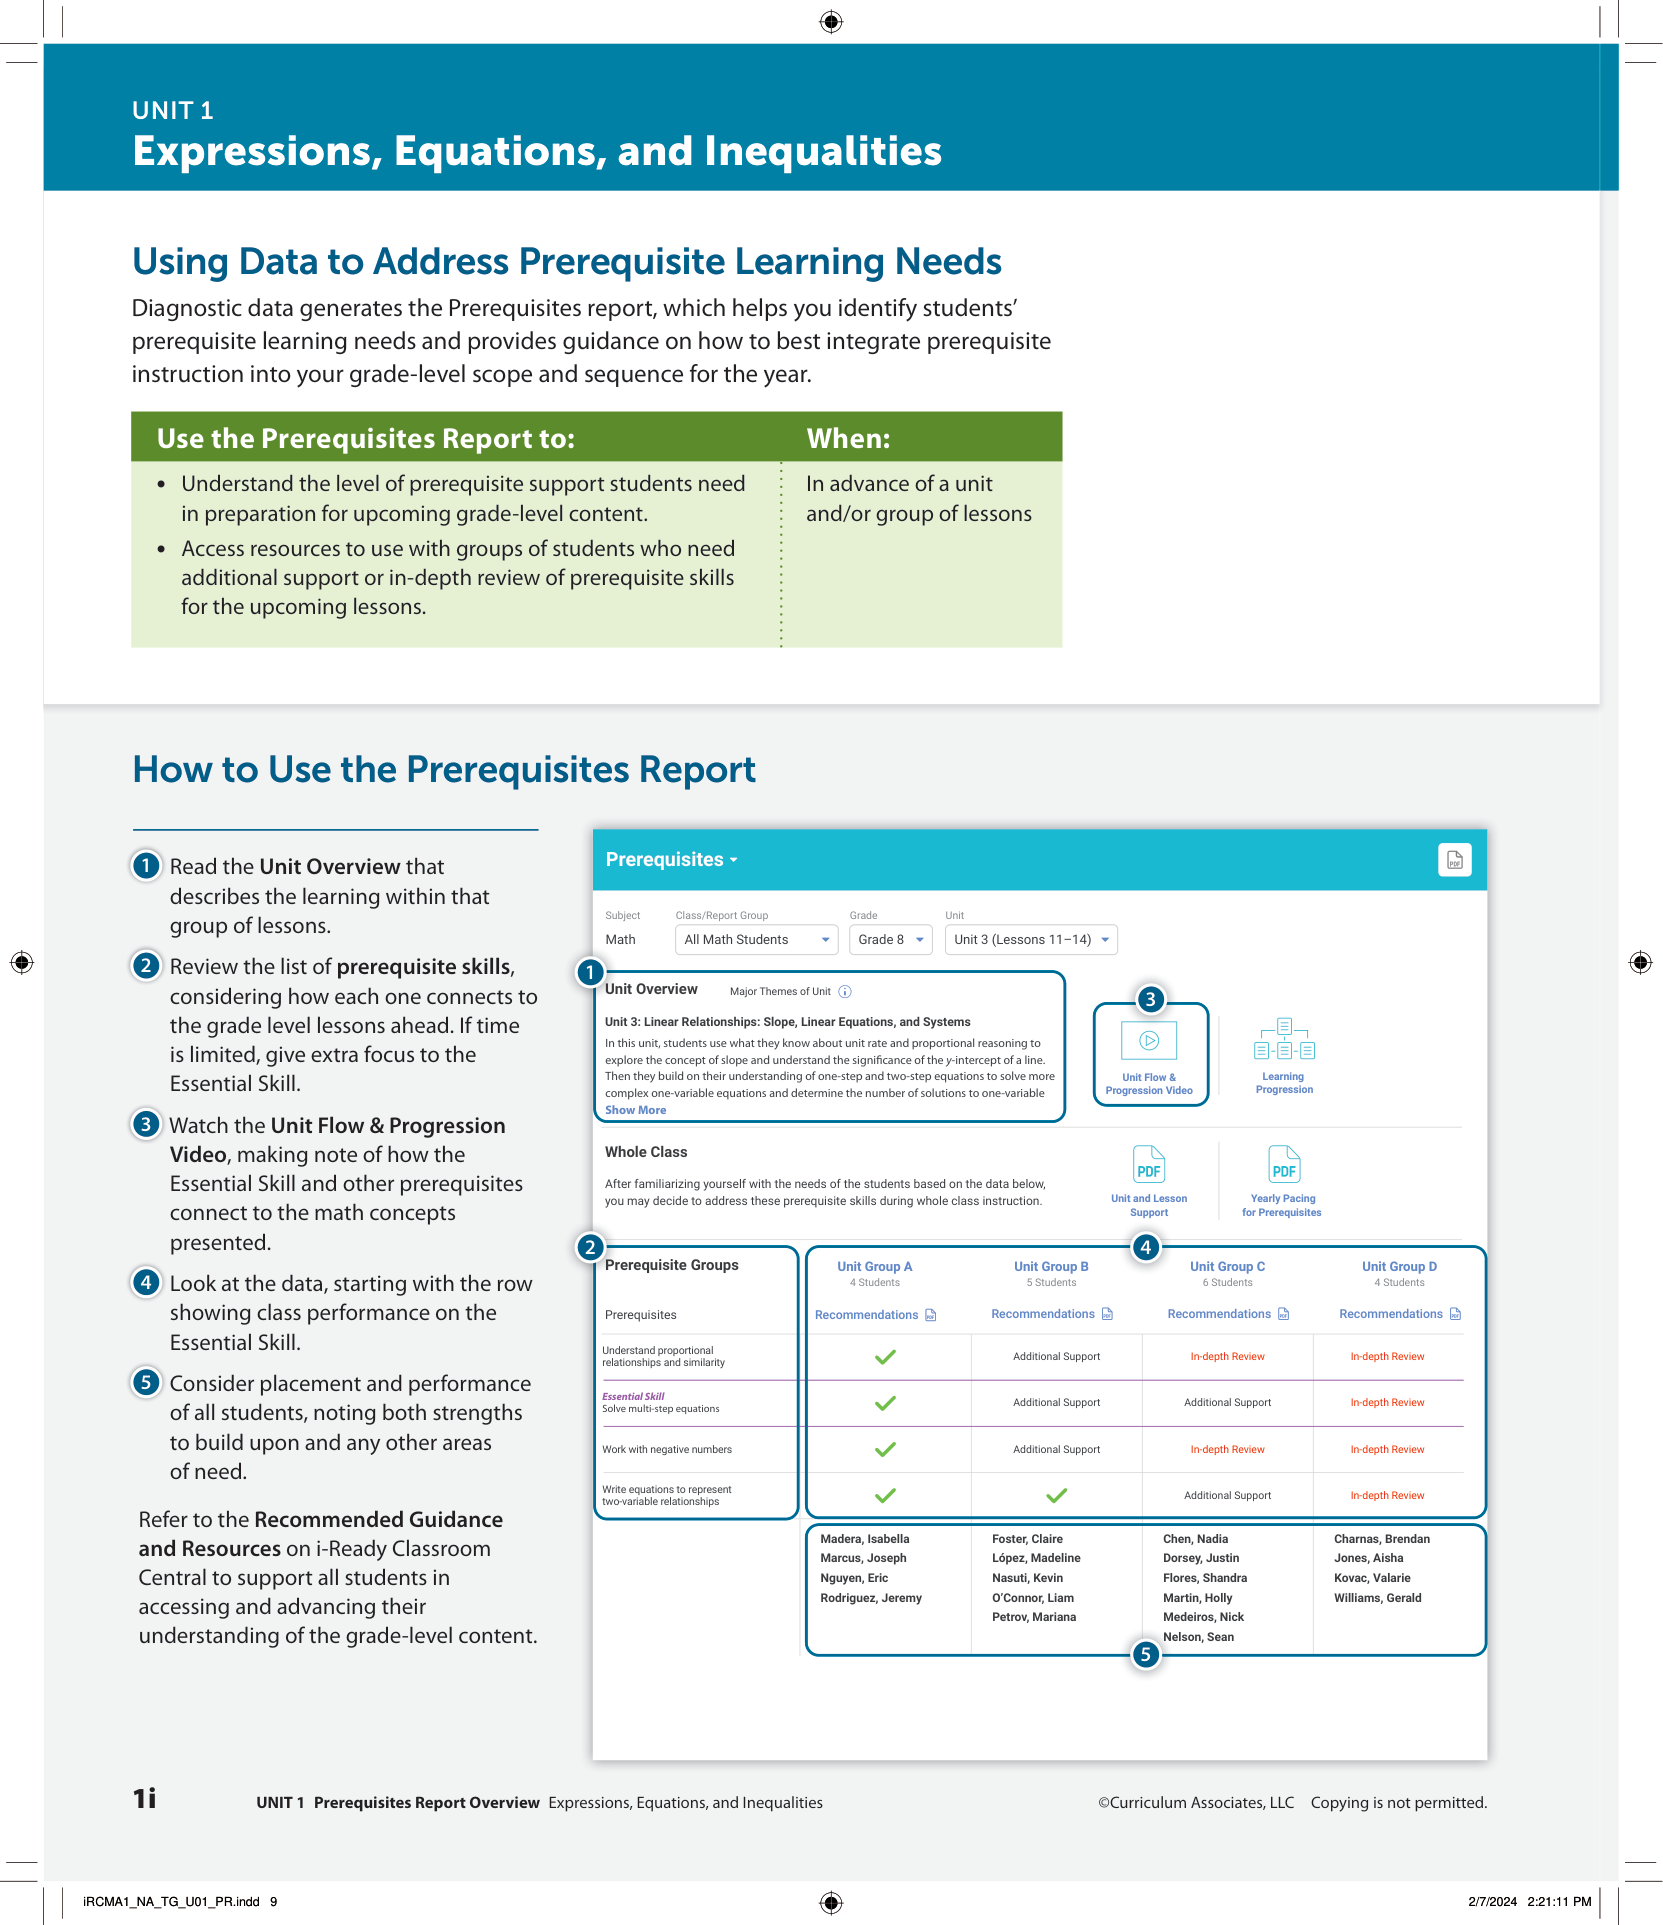 UNIT 1
Expressions, Equations, and Inequalities
Using Data to Address Prerequisite Learning Needs
Diagnostic data generates the Prerequisites report, which helps you identify students’
prerequisite learning needs and provides guidance on how to best integrate prerequisite
instruction into your grade-level scope and sequence for the year.
Use the Prerequisites Report to:
• Understand the level of prerequisite support students need
in preparation for upcoming grade-level content.
• Access resources to use with groups of students who need
additional support or in-depth review of prerequisite skills
for the upcoming lessons.
When:
In advance of a unit
and/or group of lessons
How to Use the Prerequisites Report
1 Read the Unit Overview that
describes the learning within that
group of lessons.
2 Review the list of prerequisite skills,
considering how each one connects to
the grade level lessons ahead. If time
is limited, give extra focus to the
Essential Skill.
3 Watch the Unit Flow & Progression
Video, making note of how the
Essential Skill and other prerequisites
connect to the math concepts
presented.
4 Look at the data, starting with the row
showing class performance on the
Essential Skill.
5 Consider placement and performance
of all students, noting both strengths
to build upon and any other areas
of need.
Refer to the Recommended Guidance
and Resources on i-Ready Classroom
Central to support all students in
accessing and advancing their
understanding of the grade-level content.
Prerequisites
PDF
Subject Class/Report Group Grade Unit
Math All Math Students Grade 8 Unit 3 (Lessons 11–14)
1
Unit Overview Major Themes of Unit i
Unit 3: Linear Relationships: Slope, Linear Equations, and Systems
In this unit, students use what they know about unit rate and proportional reasoning to
explore the concept of slope and understand the significance of the y-intercept of a line.
Then they build on their understanding of one-step and two-step equations to solve more
complex one-variable equations and determine the number of solutions to one-variable
Show More
3
Unit Flow &
Progression Video
Learning
Progression
Whole Class
After familiarizing yourself with the needs of the students based on the data below,
you may decide to address these prerequisite skills during whole class instruction.
PDF
Unit and Lesson
Support
PDF
Yearly Pacing
for Prerequisites
2 4
Prerequisite Groups Unit Group A Unit Group B Unit Group C Unit Group D
4 Students 5 Students 6 Students 4 Students
Prerequisites Recommendations PDF Recommendations PDF Recommendations PDF Recommendations PDF
Understand proportional
relationships and similarity
Additional Support In-depth Review In-depth Review
Essential Skill
Solve multi-step equations
Additional Support Additional Support In-depth Review
Work with negative numbers Additional Support In-depth Review In-depth Review
Write equations to represent
two-variable relationships
Additional Support In-depth Review
Madera, Isabella Foster, Claire Chen, Nadia Charnas, Brendan
Marcus, Joseph López, Madeline Dorsey, Justin Jones, Aisha
Nguyen, Eric Nasuti, Kevin Flores, Shandra Kovac, Valarie
Rodriguez, Jeremy O’Connor, Liam Martin, Holly Williams, Gerald
Petrov, Mariana Medeiros, Nick
Nelson, Sean
5
1i UNIT 1 Prerequisites Report Overview Expressions, Equations, and Inequalities ©Curriculum Associates, LLC Copying is not permitted.
iRCMA1_NA_TG_U01_PR.indd 9 2/7/2024 2:21:11 PM